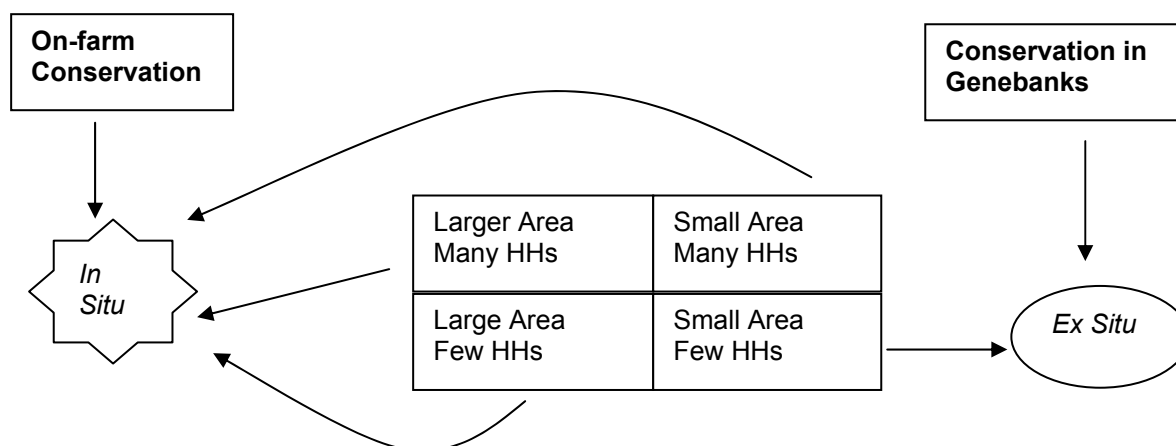 On-farm
Conservation
Conservation in
Genebanks
Larger Area
Many HHs
Small Area
Many HHs
In
Situ
Large Area
Few HHs
Small Area
Few HHs
Ex Situ